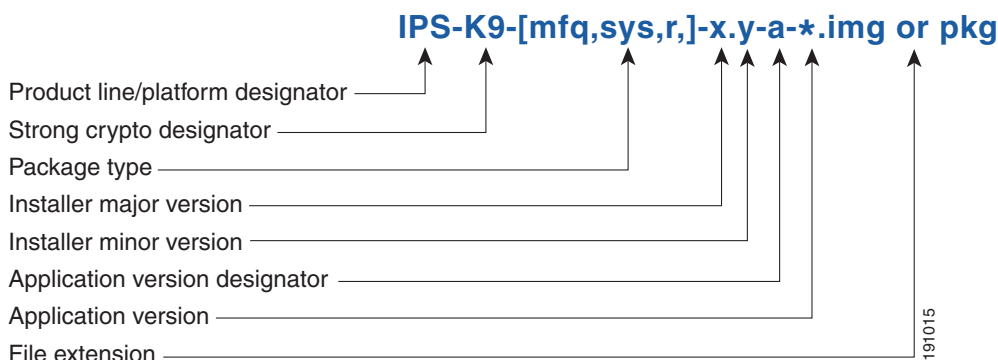 IPS-K9-[mfq,sys,r,]-x.y-a-*.img or pkg
Product line/platform designator
Strong crypto designator
Package type
Installer major version
Installer minor version
Application version designator
Application version
File extension
191015